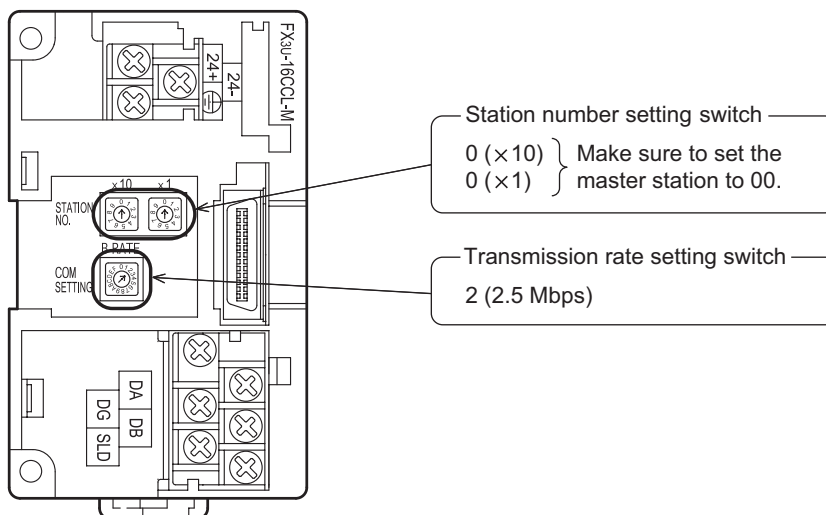 FX3U-16CCL-M
24+
24-
x10 x1
STATION
NO.
B RATE
COM
SETTING
DA
DG
DB
SLD
Station number setting switch
0 (×10)
0 (×1)
Make sure to set the
master station to 00.
Transmission rate setting switch
2 (2.5 Mbps)